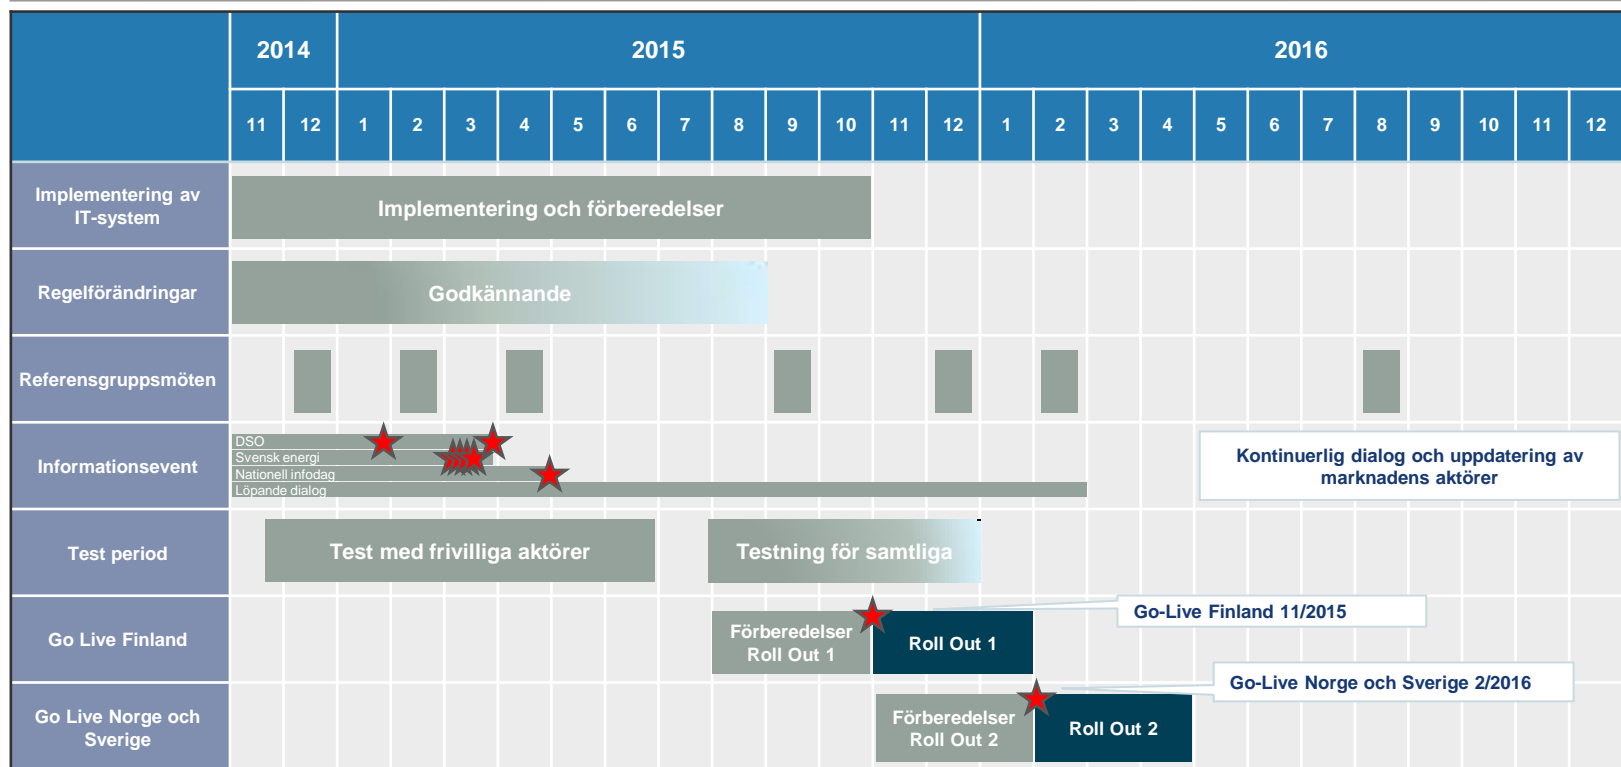 2014 2015 2016
11 12 1 2 3 4 5 6 7 8 9 10 11 12 1 2 3 4 5 6 7 8 9 10 11 12
Implementering av
IT-system
Implementering och förberedelser
Regelförändringar
Godkännande
Referensgruppsmöten
Informationsevent
DSO
Svensk energi
Nationell infodag
Löpande dialog
Kontinuerlig dialog och uppdatering av
marknadens aktörer
Test period
Test med frivilliga aktörer
Testning för samtliga
Go Live Finland
Förberedelser
Roll Out 1
Roll Out 1
Go-Live Finland 11/2015
Go Live Norge och
Sverige
Förberedelser
Roll Out 2
Roll Out 2
Go-Live Norge och Sverige 2/2016